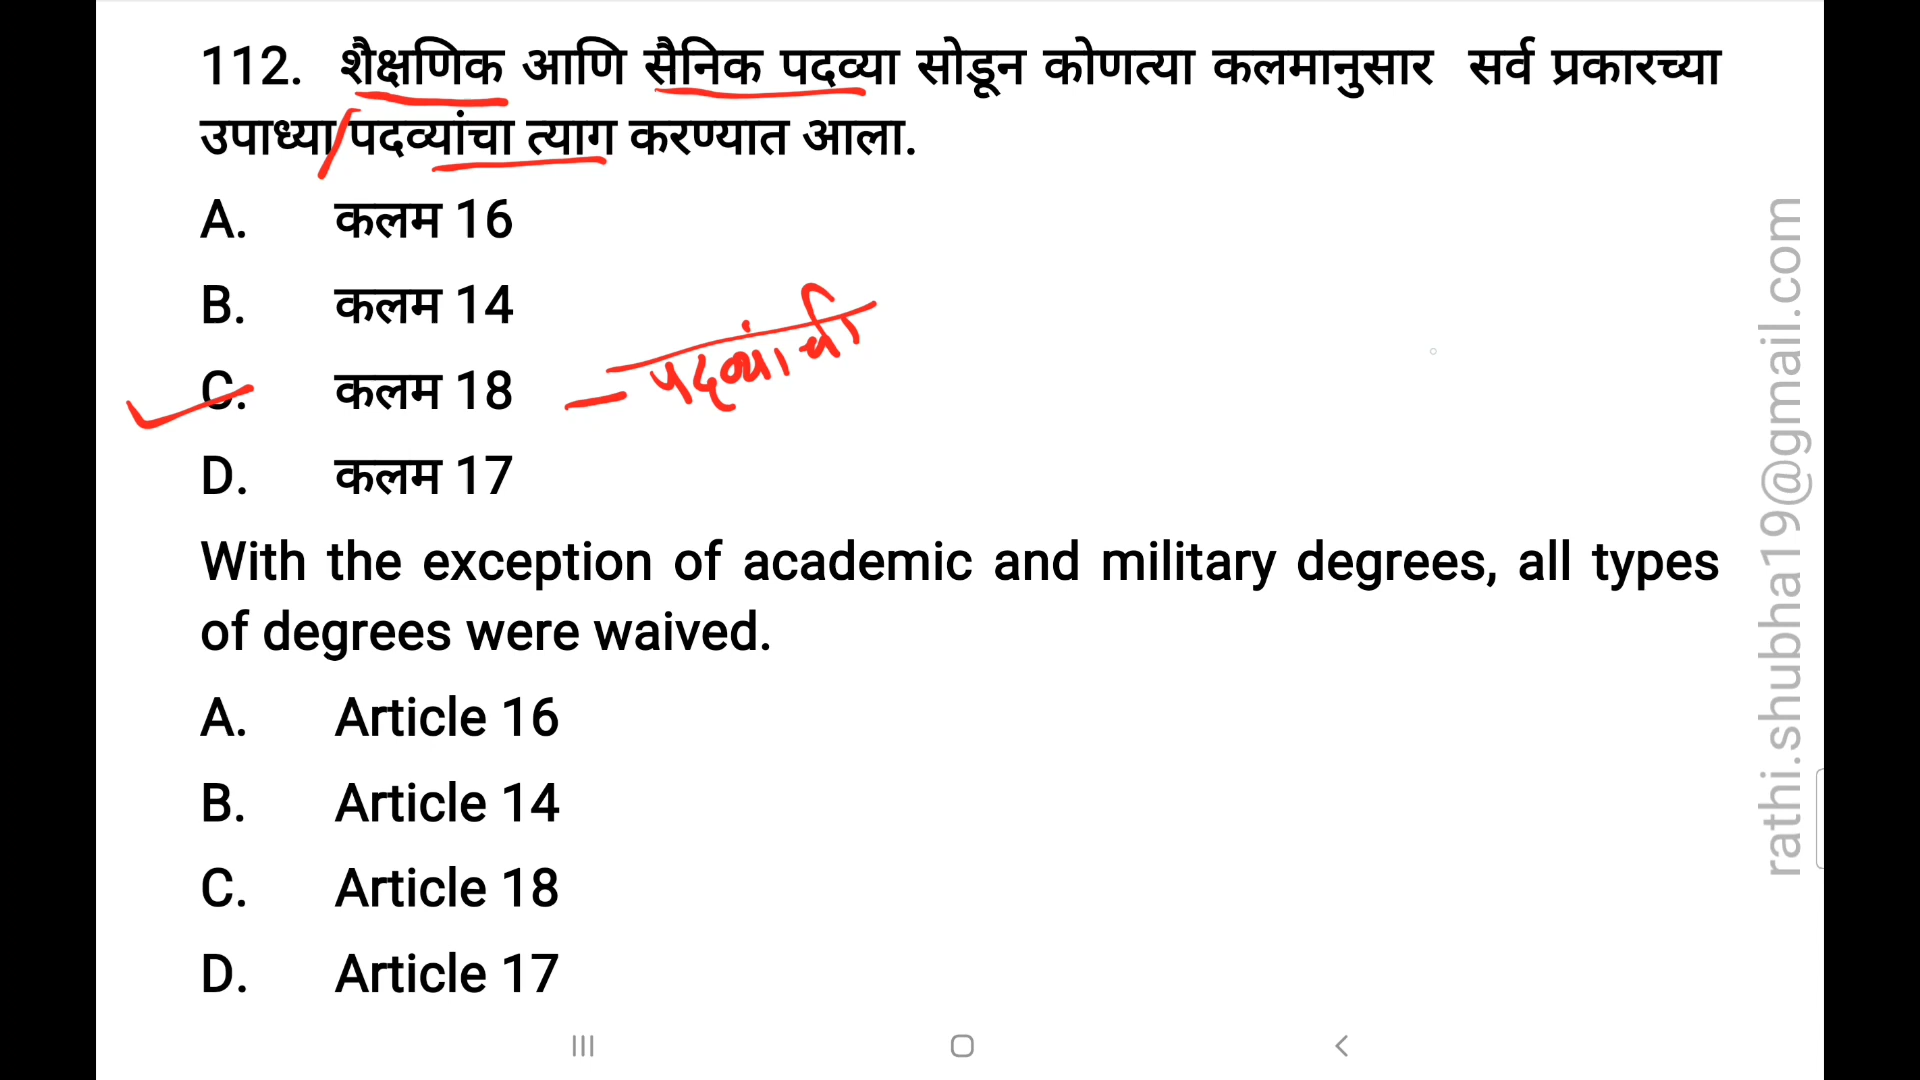 112. शैक्षणिक आणि सैनिक पदव्या सोडून कोणत्या कलमानुसार सर्व प्रकारच्या
उपाध्या/पदव्यांचा त्याग करण्यात आला.
A. कलम 16
B. कलम 14
C. कलम 18 – पदव्यांची
D. कलम 17
With the exception of academic and military degrees, all types
of degrees were waived.
A. Article 16
B. Article 14
C. Article 18
D. Article 17
rathi.shubha19@gmail.com